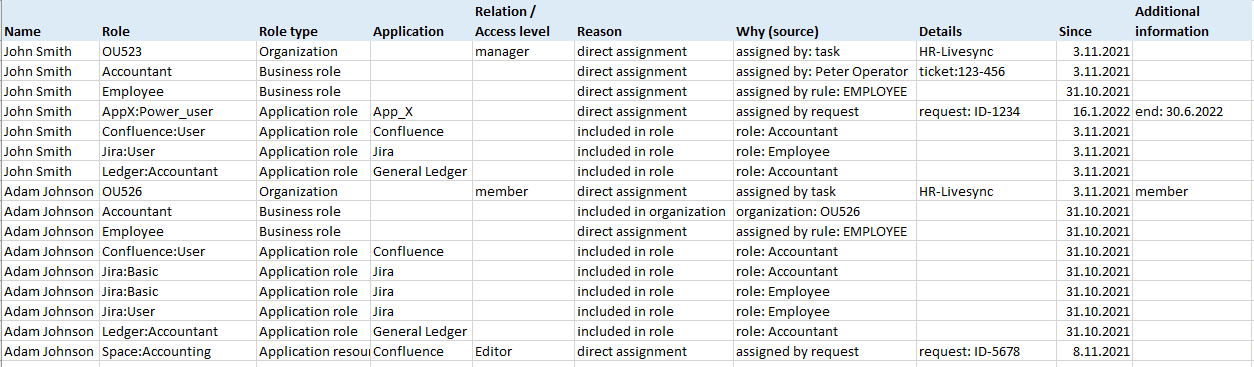 Name Role Role type Application Relation / Access level Reason Why (source) Details Since Additional information
John Smith OU523 Organization manager direct assignment assigned by: task HR-Livesync 3.11.2021
John Smith Accountant Business role direct assignment assigned by: Peter Operator ticket:123-456 3.11.2021
John Smith Employee Business role direct assignment assigned by rule: EMPLOYEE 31.10.2021
John Smith AppX:Power_user Application role App_X direct assignment assigned by request request: ID-1234 16.1.2022 end: 30.6.2022
John Smith Confluence:User Application role Confluence included in role role: Accountant 3.11.2021
John Smith Jira:User Application role Jira included in role role: Employee 3.11.2021
John Smith Ledger:Accountant Application role General Ledger included in role role: Accountant 3.11.2021
Adam Johnson OU526 Organization member direct assignment assigned by task HR-Livesync 3.11.2021 member
Adam Johnson Accountant Business role included in organization organization: OU526 31.10.2021
Adam Johnson Employee Business role direct assignment assigned by rule: EMPLOYEE 31.10.2021
Adam Johnson Confluence:User Application role Confluence included in role role: Accountant 31.10.2021
Adam Johnson Jira:Basic Application role Jira included in role role: Accountant 31.10.2021
Adam Johnson Jira:Basic Application role Jira included in role role: Employee 31.10.2021
Adam Johnson Jira:User Application role Jira included in role role: Employee 31.10.2021
Adam Johnson Ledger:Accountant Application role General Ledger included in role role: Accountant 31.10.2021
Adam Johnson Space:Accounting Application resou Confluence Editor direct assignment assigned by request request: ID-5678 8.11.2021